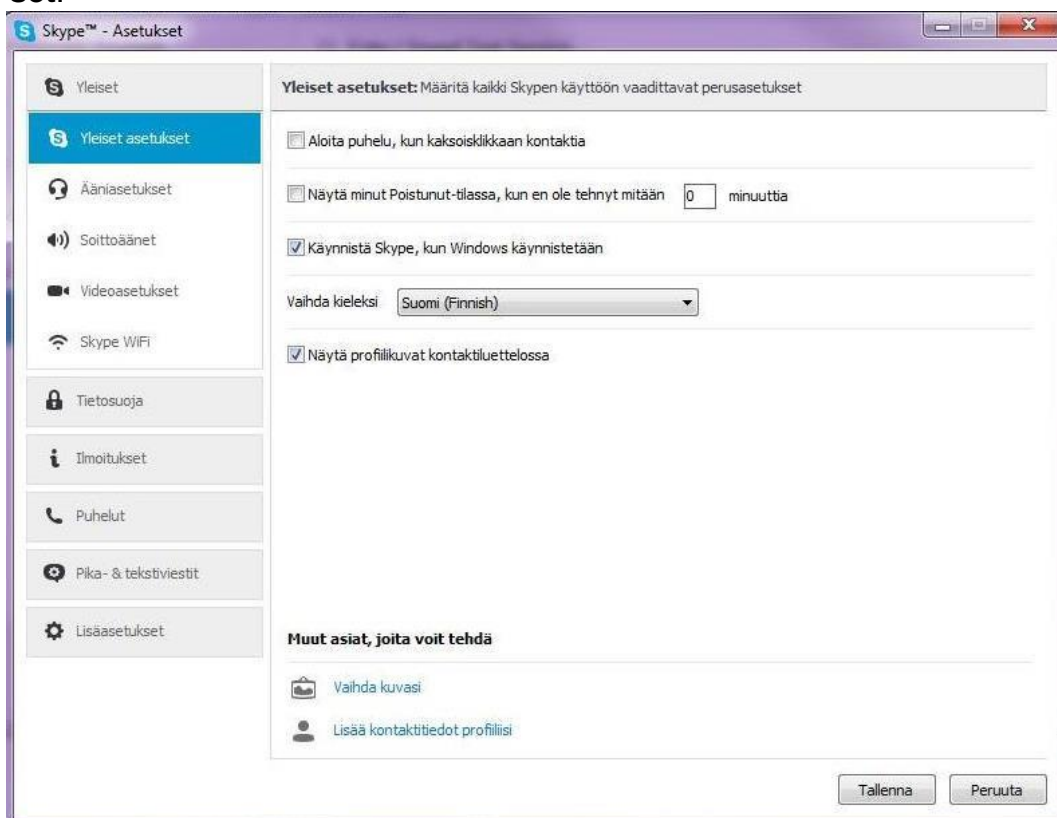 Skype™ - Asetukset
Yleiset
Yleiset asetukset
Ääniasetukset
Soittoäänet
Videoasetukset
Skype WiFi
Tietosuoja
Ilmoitukset
Puhelut
Pika- & tekstiviestit
Lisäasetukset
Yleiset asetukset: Määritä kaikki Skypen käyttöön vaadittavat perusasetukset
Aloita puhelu, kun kaksoisklikkaan kontaktia
Näytä minut Poistunut-tilassa, kun en ole tehnyt mitään 0 minuuttia
Käynnistä Skype, kun Windows käynnistetään
Vaihda kieleksi Suomi (Finnish)
Näytä profiilikuvat kontaktiluettelossa
Muut asiat, joita voit tehdä
Vaihda kuvasi
Lisää kontaktitiedot profiiliisi
Tallenna Peruuta